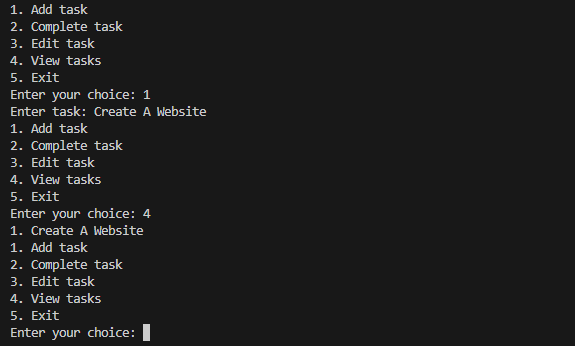 1. Add task
2. Complete task
3. Edit task
4. View tasks
5. Exit
Enter your choice: 1
Enter task: Create A Website
1. Add task
2. Complete task
3. Edit task
4. View tasks
5. Exit
Enter your choice: 4
1. Create A Website
1. Add task
2. Complete task
3. Edit task
4. View tasks
5. Exit
Enter your choice: